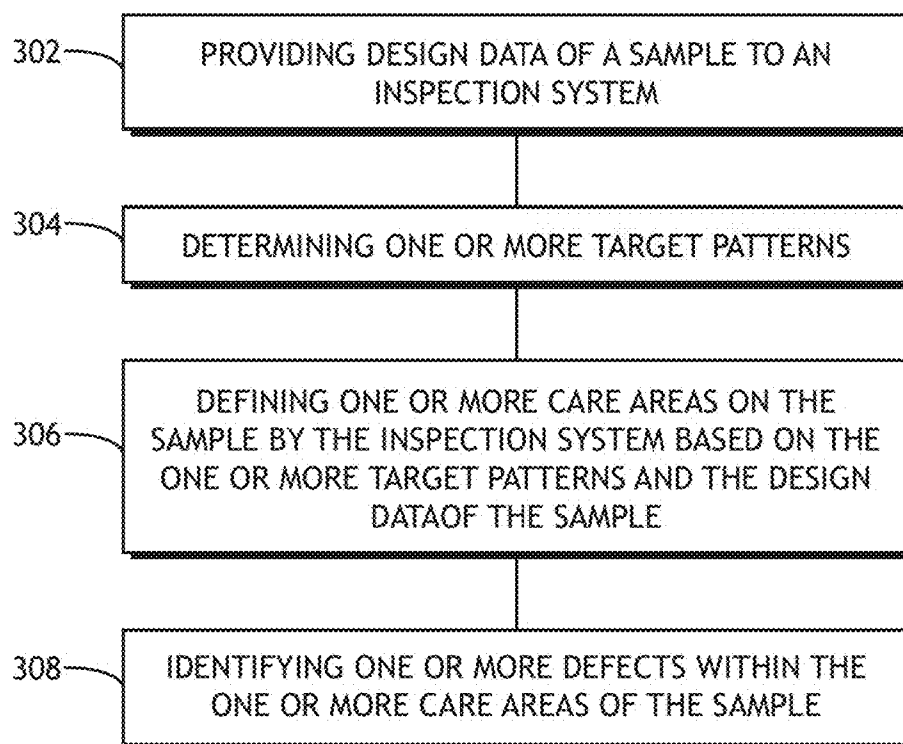 302
PROVIDING DESIGN DATA OF A SAMPLE TO AN
INSPECTION SYSTEM
304
DETERMINING ONE OR MORE TARGET PATTERNS
306
DEFINING ONE OR MORE CARE AREAS ON THE
SAMPLE BY THE INSPECTION SYSTEM BASED ON THE
ONE OR MORE TARGET PATTERNS AND THE DESIGN
DATAOF THE SAMPLE
308
IDENTIFYING ONE OR MORE DEFECTS WITHIN THE
ONE OR MORE CARE AREAS OF THE SAMPLE